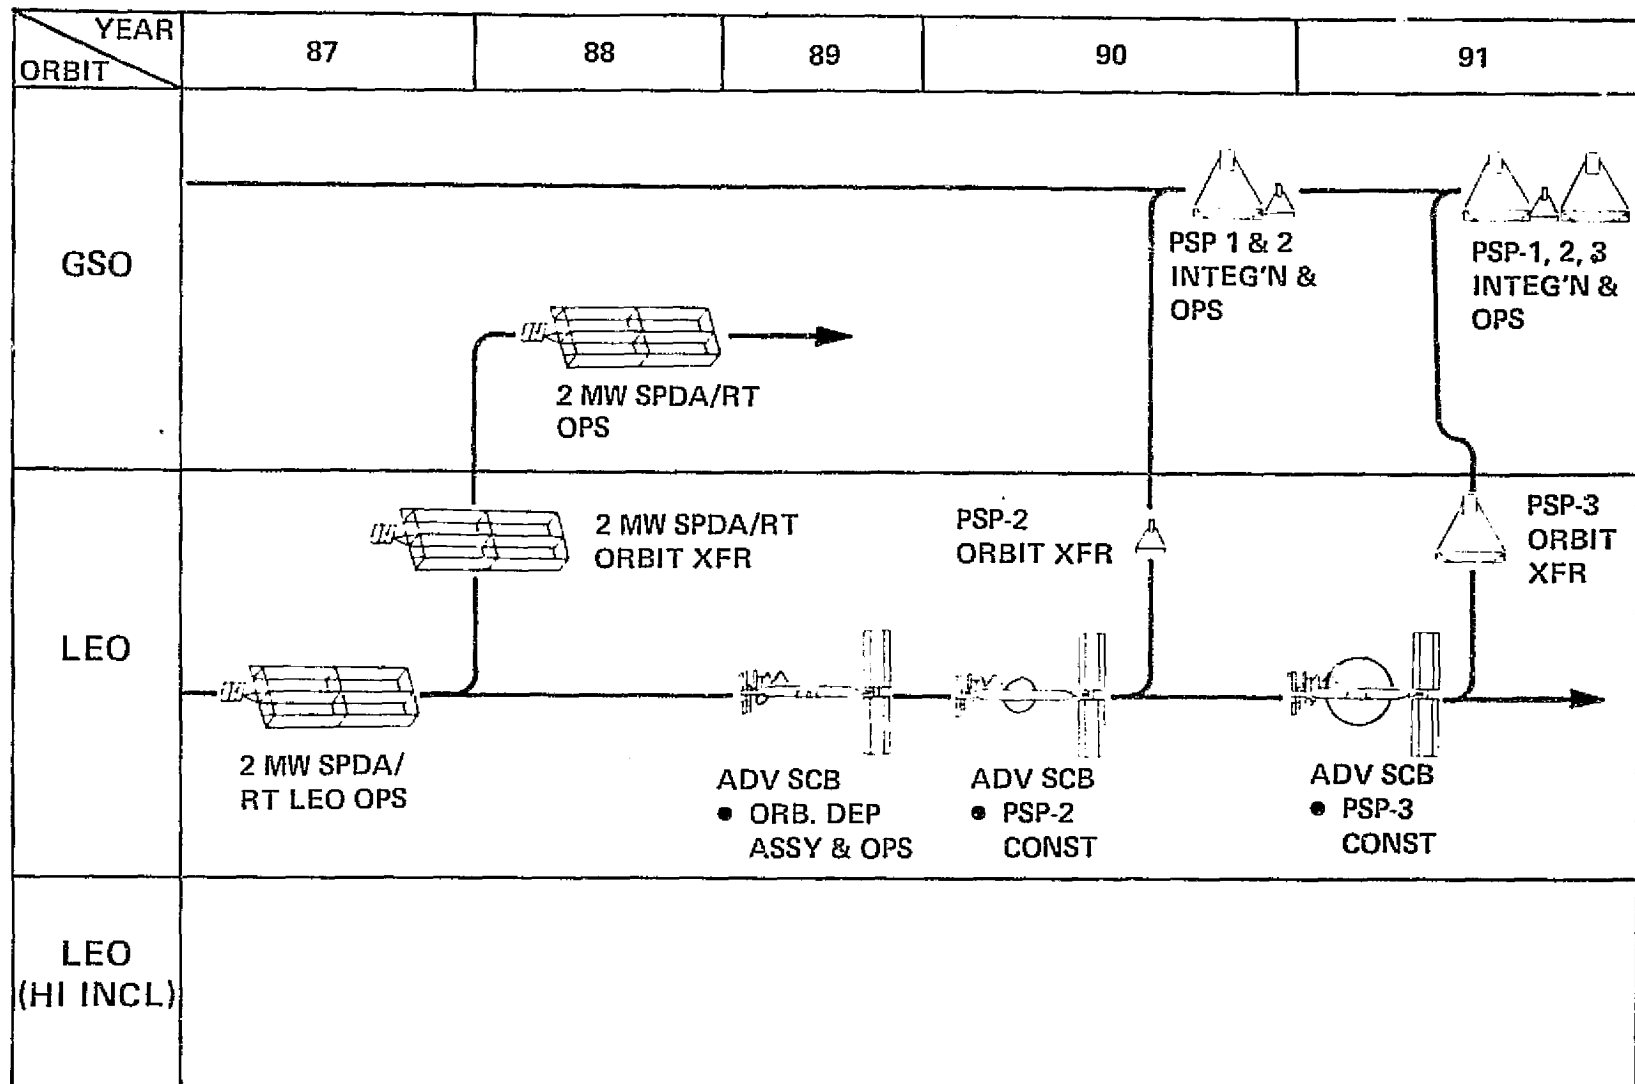 YEAR
ORBIT
87
88
89
90
91
GSO
PSP 1 & 2
INTEG'N &
OPS
PSP-1, 2, 3
INTEG'N &
OPS
2 MW SPDA/RT
OPS
LEO
2 MW SPDA/RT
ORBIT XFR
PSP-2
ORBIT XFR
PSP-3
ORBIT
XFR
2 MW SPDA/
RT LEO OPS
ADV SCB
• ORB. DEP
ASSY & OPS
ADV SCB
• PSP-2
CONST
ADV SCB
• PSP-3
CONST
LEO
(HI INCL)